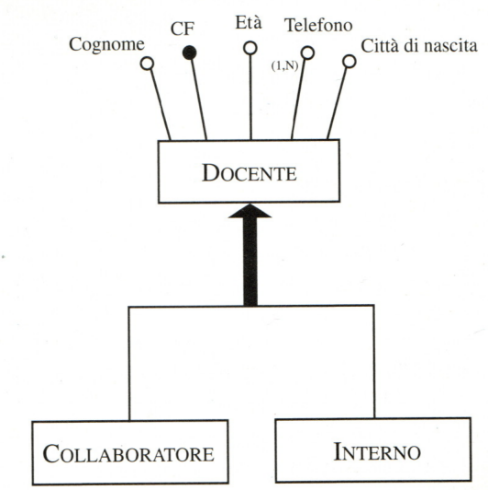 Cognome
CF
Età
Telefono
Città di nascita
(1,N)
DOCENTE
COLLABORATORE
INTERNO